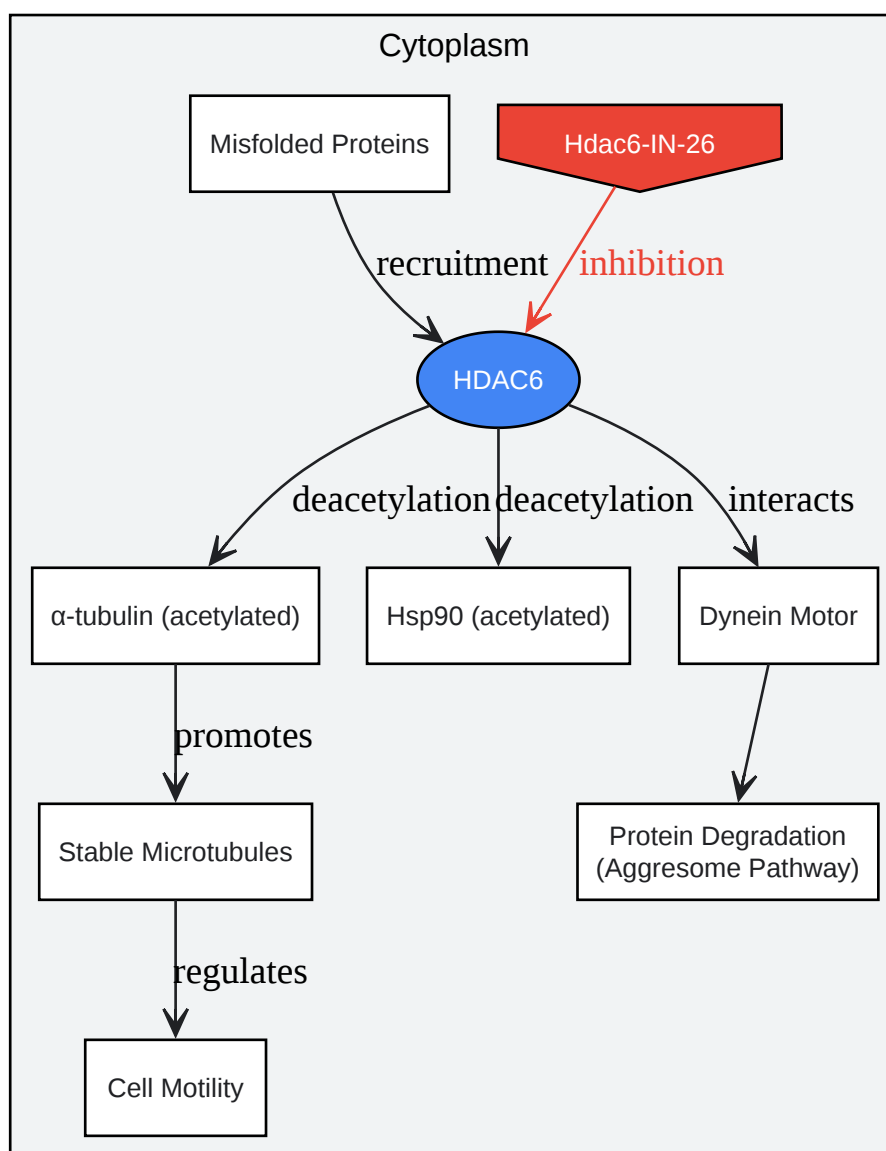 Cytoplasm
Misfolded Proteins
Hdac6-IN-26
recruitment
inhibition
HDAC6
deacetylation
deacetylation
interacts
α-tubulin (acetylated)
Hsp90 (acetylated)
Dynein Motor
promotes
Stable Microtubules
Protein Degradation
(Aggresome Pathway)
regulates
Cell Motility